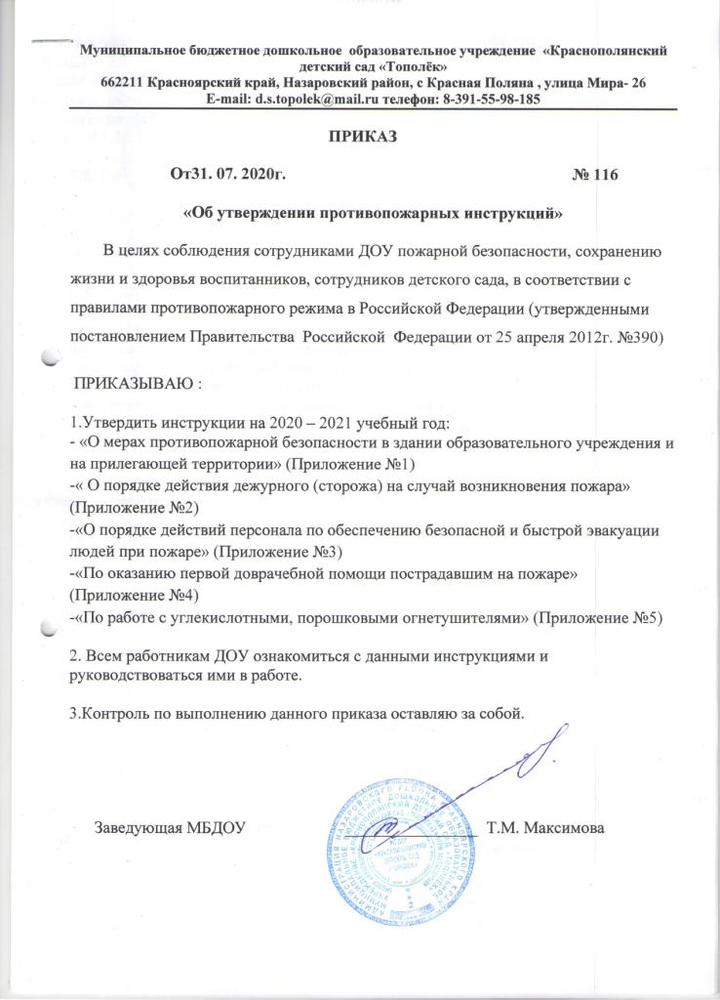 Муниципальное бюджетное дошкольное образовательное учреждение «Краснополянский
детский сад «Тополёк»
662211 Красноярский край, Назаровский район, с Красная Поляна , улица Мира- 26
E-mail: d.s.topolek@mail.ru телефон: 8-391-55-98-185
ПРИКАЗ
От31. 07. 2020г. № 116
«Об утверждении противопожарных инструкций»
В целях соблюдения сотрудниками ДОУ пожарной безопасности, сохранению
жизни и здоровья воспитанников, сотрудников детского сада, в соответствии с
правилами противопожарного режима в Российской Федерации (утвержденными
постановлением Правительства Российской Федерации от 25 апреля 2012г. №390)
ПРИКАЗЫВАЮ :
1.Утвердить инструкции на 2020 – 2021 учебный год:
- «О мерах противопожарной безопасности в здании образовательного учреждения и
на прилегающей территории» (Приложение №1)
-« О порядке действия дежурного (сторожа) на случай возникновения пожара»
(Приложение №2)
-«О порядке действий персонала по обеспечению безопасной и быстрой эвакуации
людей при пожаре» (Приложение №3)
-«По оказанию первой доврачебной помощи пострадавшим на пожаре»
(Приложение №4)
-«По работе с углекислотными, порошковыми огнетушителями» (Приложение №5)
2. Всем работникам ДОУ ознакомиться с данными инструкциями и
руководствоваться ими в работе.
3.Контроль по выполнению данного приказа оставляю за собой.
Заведующая МБДОУ Т.М. Максимова
АДМИНИСТРАЦИЯ НАЗАРОВСКОГО РАЙОНА КРАСНОЯРСКОГО КРАЯ